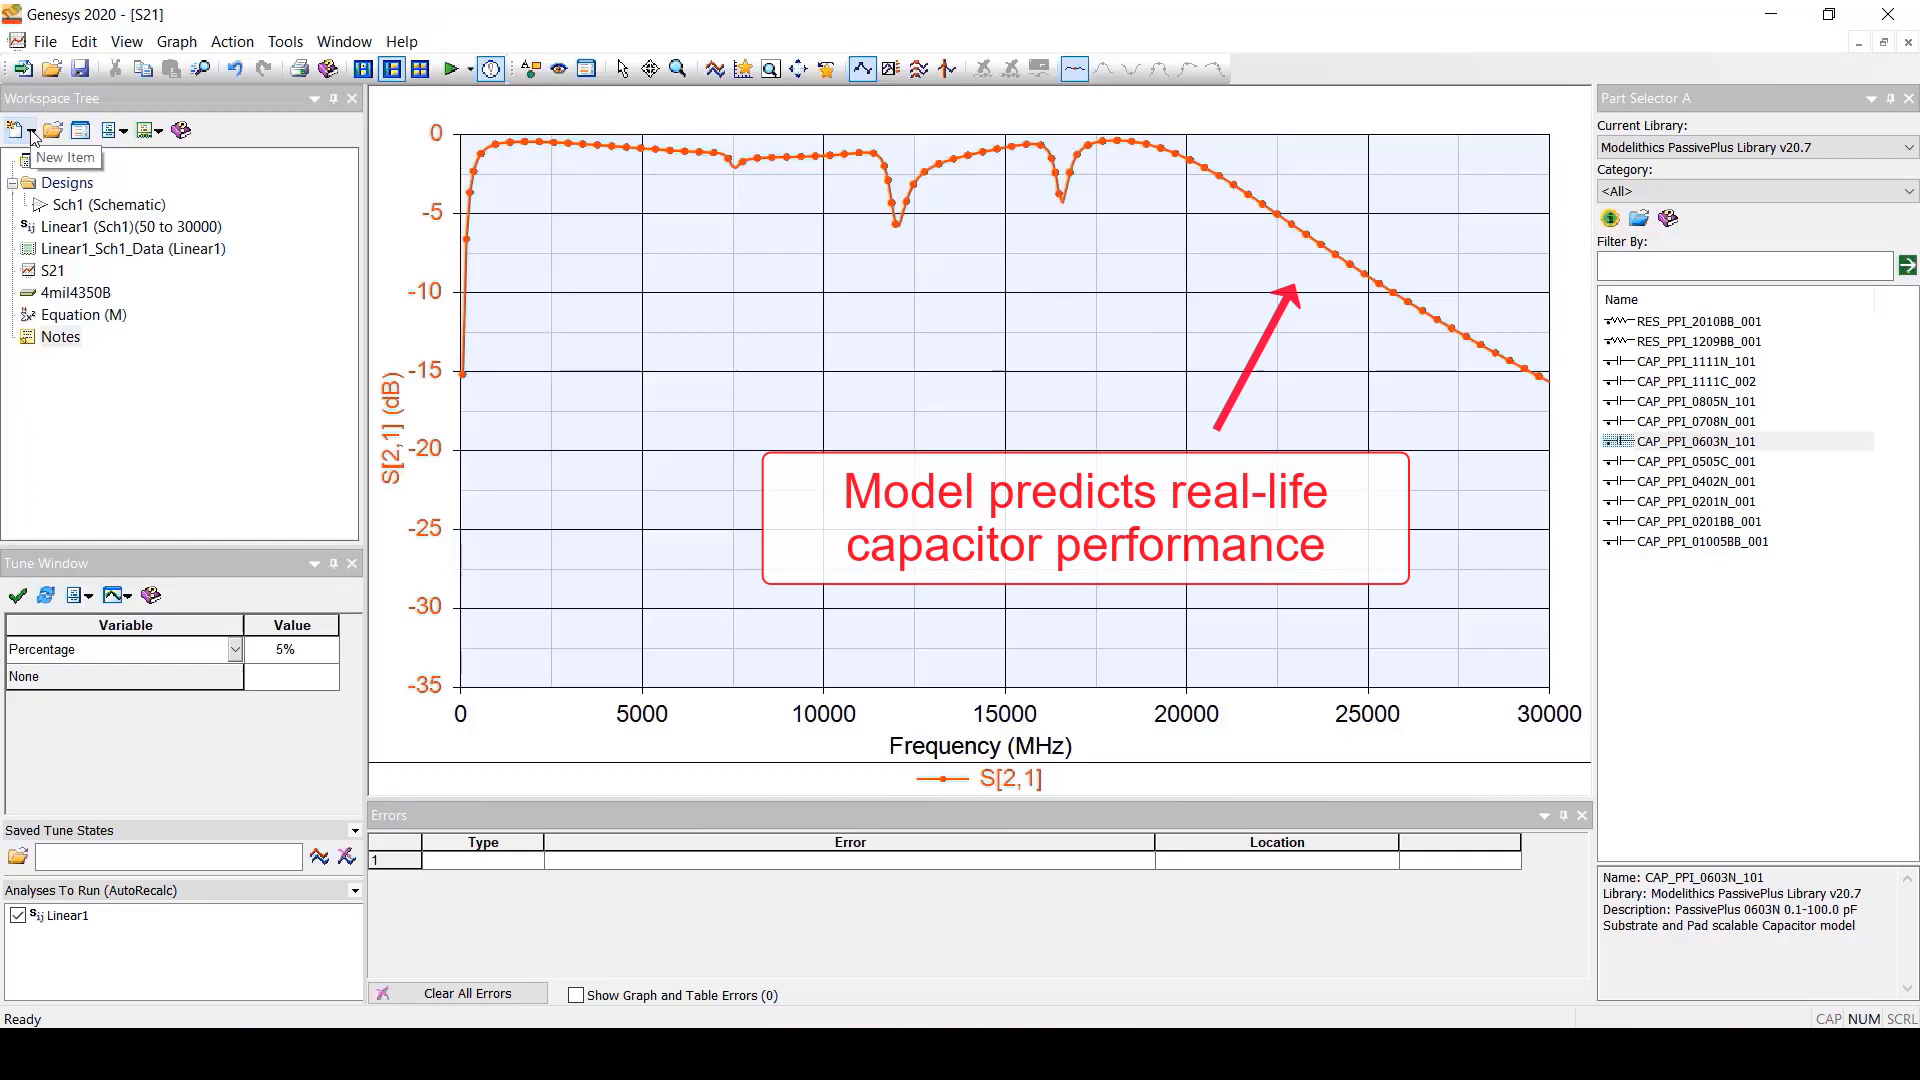 Genesys 2020 - [S21]
File Edit View Graph Action Tools Window Help
Workspace Tree
New Item
Designs
Sch1 (Schematic)
Linear1 (Sch1)(50 to 30000)
Linear1_Sch1_Data (Linear1)
S21
4mil4350B
Equation (M)
Notes
Tune Window
Variable Value
Percentage 5%
None
Saved Tune States
Analyses To Run (AutoRecalc)
Linear1
0
-5
-10
-15
-20
-25
-30
-35
S[2,1] (dB)
Model predicts real-life
capacitor performance
0 5000 10000 15000 20000 25000 30000
Frequency (MHz)
S[2,1]
Errors
Type Error Location
1
Clear All Errors
Show Graph and Table Errors (0)
Part Selector A
Current Library:
Modelithics PassivePlus Library v20.7
Category:
<All>
Filter By:
Name
RES_PPI_2010BB_001
RES_PPI_1209BB_001
CAP_PPI_1111N_101
CAP_PPI_1111C_002
CAP_PPI_0805N_101
CAP_PPI_0708N_001
CAP_PPI_0603N_101
CAP_PPI_0505C_001
CAP_PPI_0402N_001
CAP_PPI_0201N_001
CAP_PPI_0201BB_001
CAP_PPI_01005BB_001
Name: CAP_PPI_0603N_101
Library: Modelithics PassivePlus Library v20.7
Description: PassivePlus 0603N 0.1-100.0 pF
Substrate and Pad scalable Capacitor model
Ready
CAP NUM SCRL